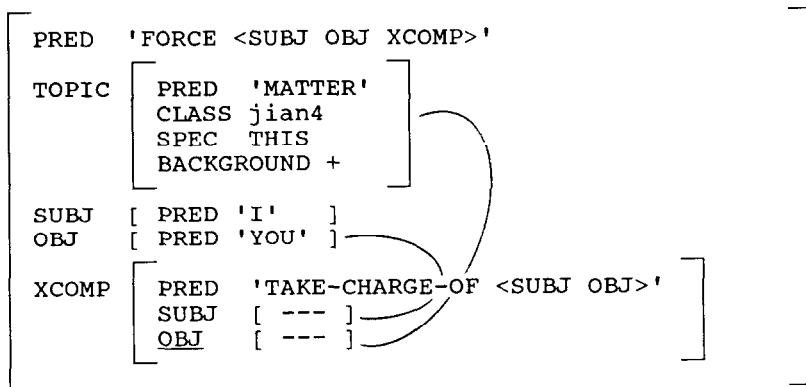 PRED 'FORCE <SUBJ OBJ XCOMP>'
TOPIC PRED 'MATTER'
CLASS jian4
SPEC THIS
BACKGROUND +
SUBJ [ PRED 'I' ]
OBJ [ PRED 'YOU' ]
XCOMP PRED 'TAKE-CHARGE-OF <SUBJ OBJ>'
SUBJ [ --- ]
OBJ [ --- ]